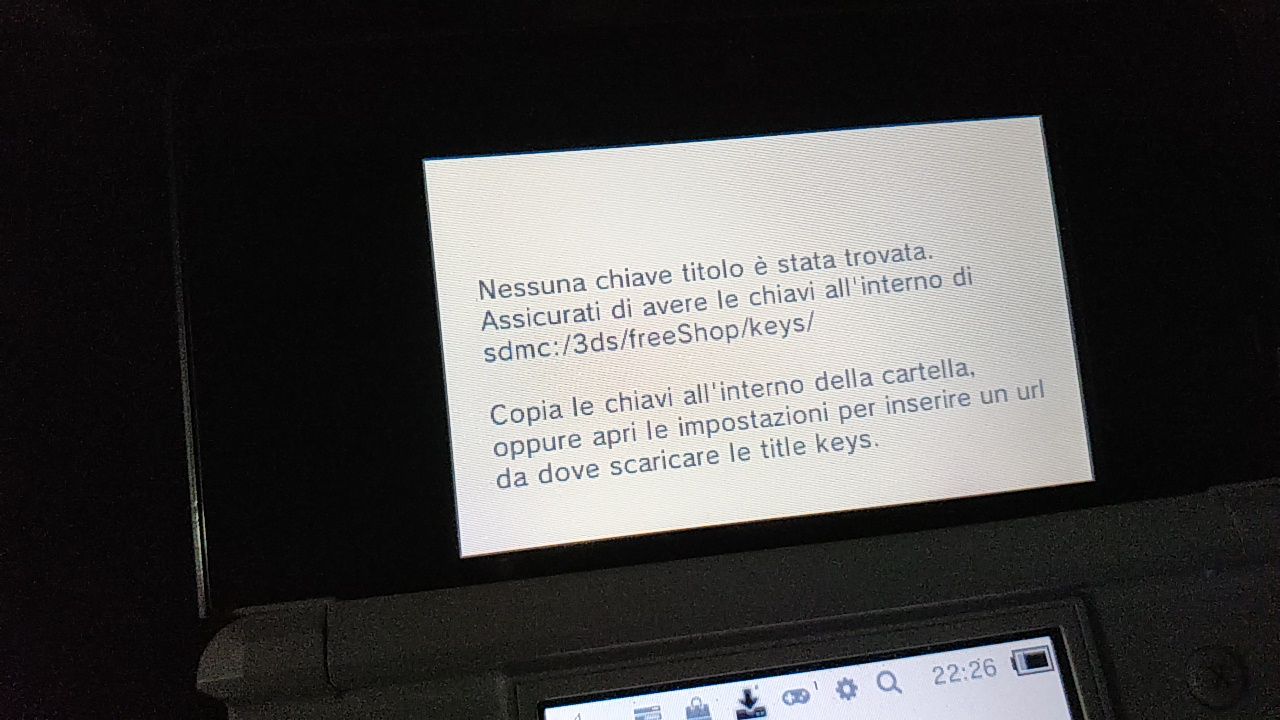 Nessuna chiave titolo è stata trovata.
Assicurati di avere le chiavi all'interno di
sdmc:/3ds/freeShop/keys/
Copia le chiavi all'interno della cartella,
oppure apri le impostazioni per inserire un url
da dove scaricare le title keys.
1
22:26